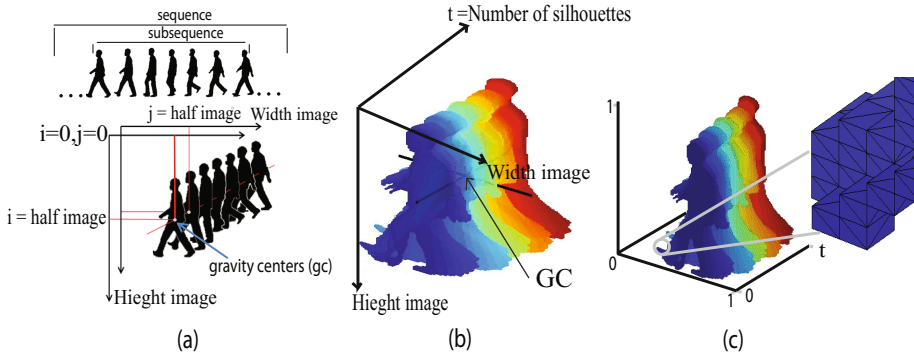 sequence
subsequence
j = half image
Width image
i=0,j=0
i = half image
gravity centers (gc)
Hieght image
(a)
t =Number of silhouettes
Width image
GC
Hieght image
(b)
1
0
t
1
0
(c)